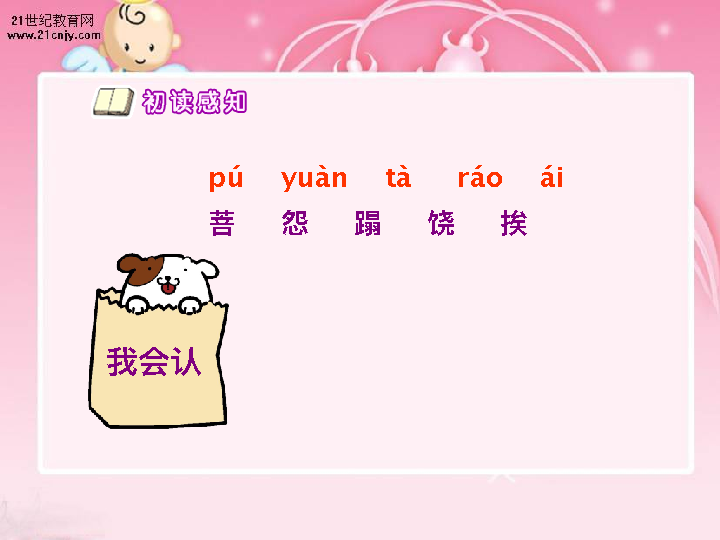 21世纪教育网
www.21cnjy.com
初读感知
pú yuàn tà ráo ái
菩 怨 蹋 饶 挨
我会认